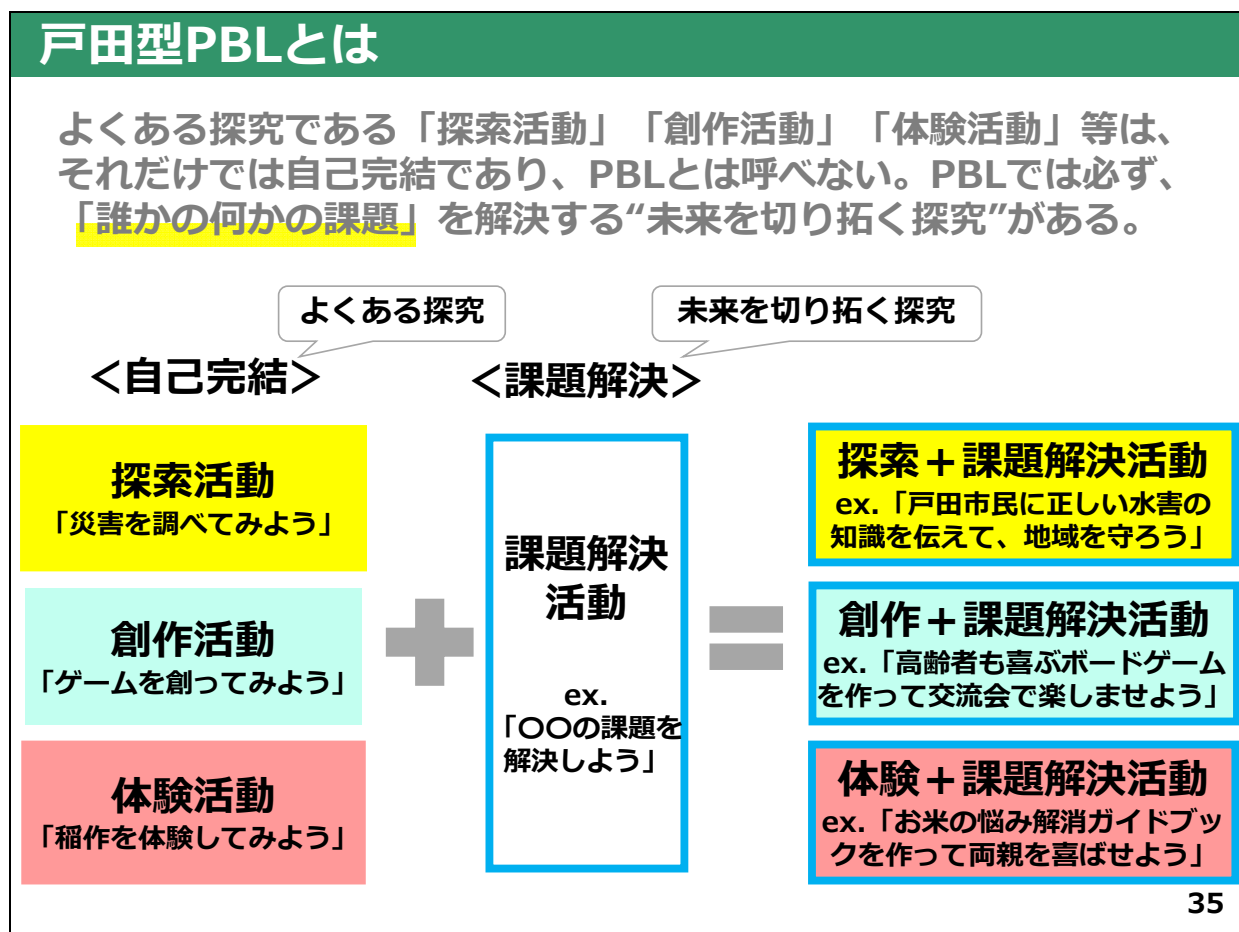 戸田型PBLとは
よくある探究である「探索活動」「創作活動」「体験活動」等は、
それだけでは自己完結であり、PBLとは呼べない。PBLでは必ず、
「誰かの何かの課題」を解決する“未来を切り拓く探究”がある。
よくある探究
未来を切り拓く探究
＜自己完結＞
＜課題解決＞
探索活動
「災害を調べてみよう」
創作活動
「ゲームを創ってみよう」
体験活動
「稲作を体験してみよう」
課題解決
活動
ex.
「〇〇の課題を
解決しよう」
探索＋課題解決活動
ex.「戸田市民に正しい水害の
知識を伝えて、地域を守ろう」
創作＋課題解決活動
ex.「高齢者も喜ぶボードゲーム
を作って交流会で楽しませよう」
体験＋課題解決活動
ex.「お米の悩み解消ガイドブッ
クを作って両親を喜ばせよう」
35